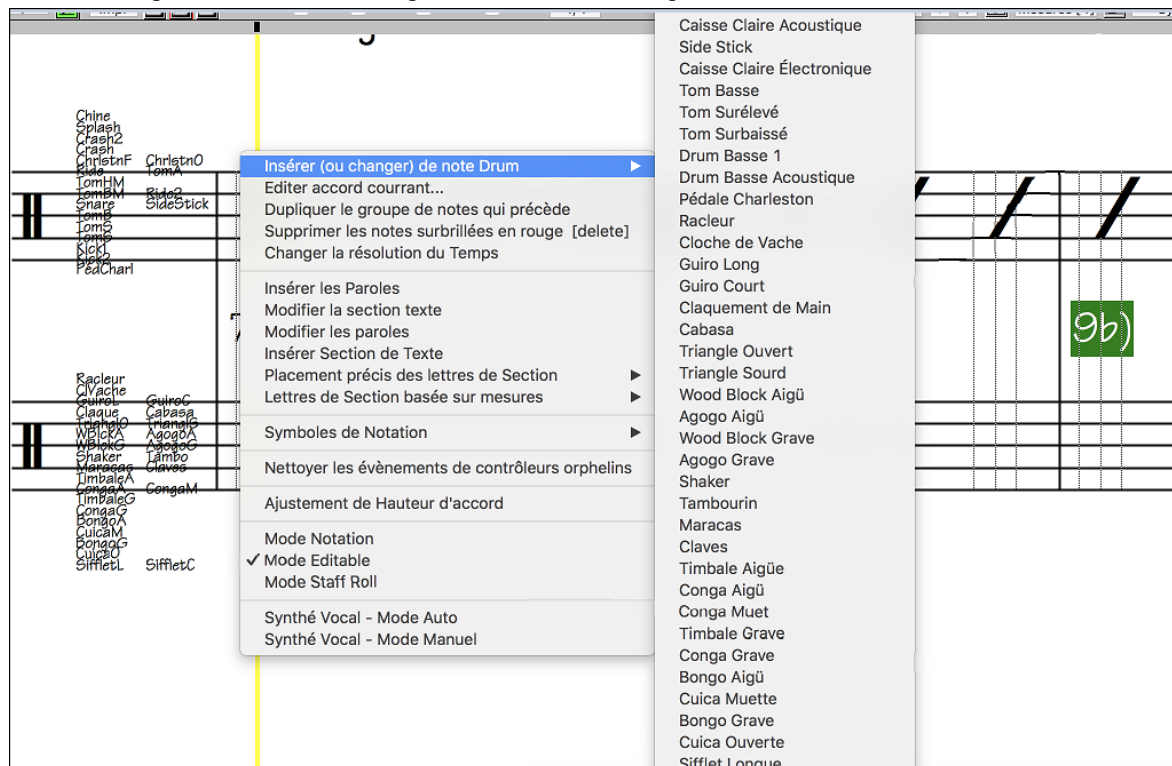 Chine
Splash
Crash2
Crash
ChristnF ChristnO
Ride TomA
TomHM
TomBM Ride2
Snare SideStick
TomB
TomS
TomS
Kick1
Kick2
PédCharl
Racleur
ClVache
GuiroL GuiroC
Claque Cabasa
TrianglO TrianglS
WBlckA AgogoA
WBlokG AgogoG
Shaker Tambo
Maracas Claves
TimbaleA
CongaA CongaM
TimbaleG
CongaG
BongoA
CuicaM
BongoG
CuicaO
SiffletL SiffletC
Insérer (ou changer) de note Drum
Editer accord courrant...
Dupliquer le groupe de notes qui précède
Supprimer les notes surbrillées en rouge [delete]
Changer la résolution du Temps
Insérer les Paroles
Modifier la section texte
Modifier les paroles
Insérer Section de Texte
Placement précis des lettres de Section
Lettres de Section basée sur mesures
Symboles de Notation
Nettoyer les évènements de contrôleurs orphelins
Ajustement de Hauteur d'accord
Mode Notation
Mode Editable
Mode Staff Roll
Synthé Vocal - Mode Auto
Synthé Vocal - Mode Manuel
Caisse Claire Acoustique
Side Stick
Caisse Claire Électronique
Tom Basse
Tom Surélevé
Tom Surbaissé
Drum Basse 1
Drum Basse Acoustique
Pédale Charleston
Racleur
Cloche de Vache
Guiro Long
Guiro Court
Claquement de Main
Cabasa
Triangle Ouvert
Triangle Sourd
Wood Block Aigü
Agogo Aigü
Wood Block Grave
Agogo Grave
Shaker
Tambourin
Maracas
Claves
Timbale Aigüe
Conga Aigü
Conga Muet
Timbale Grave
Conga Grave
Bongo Aigü
Cuica Muette
Bongo Grave
Cuica Ouverte
Sifflet Longue
9b)